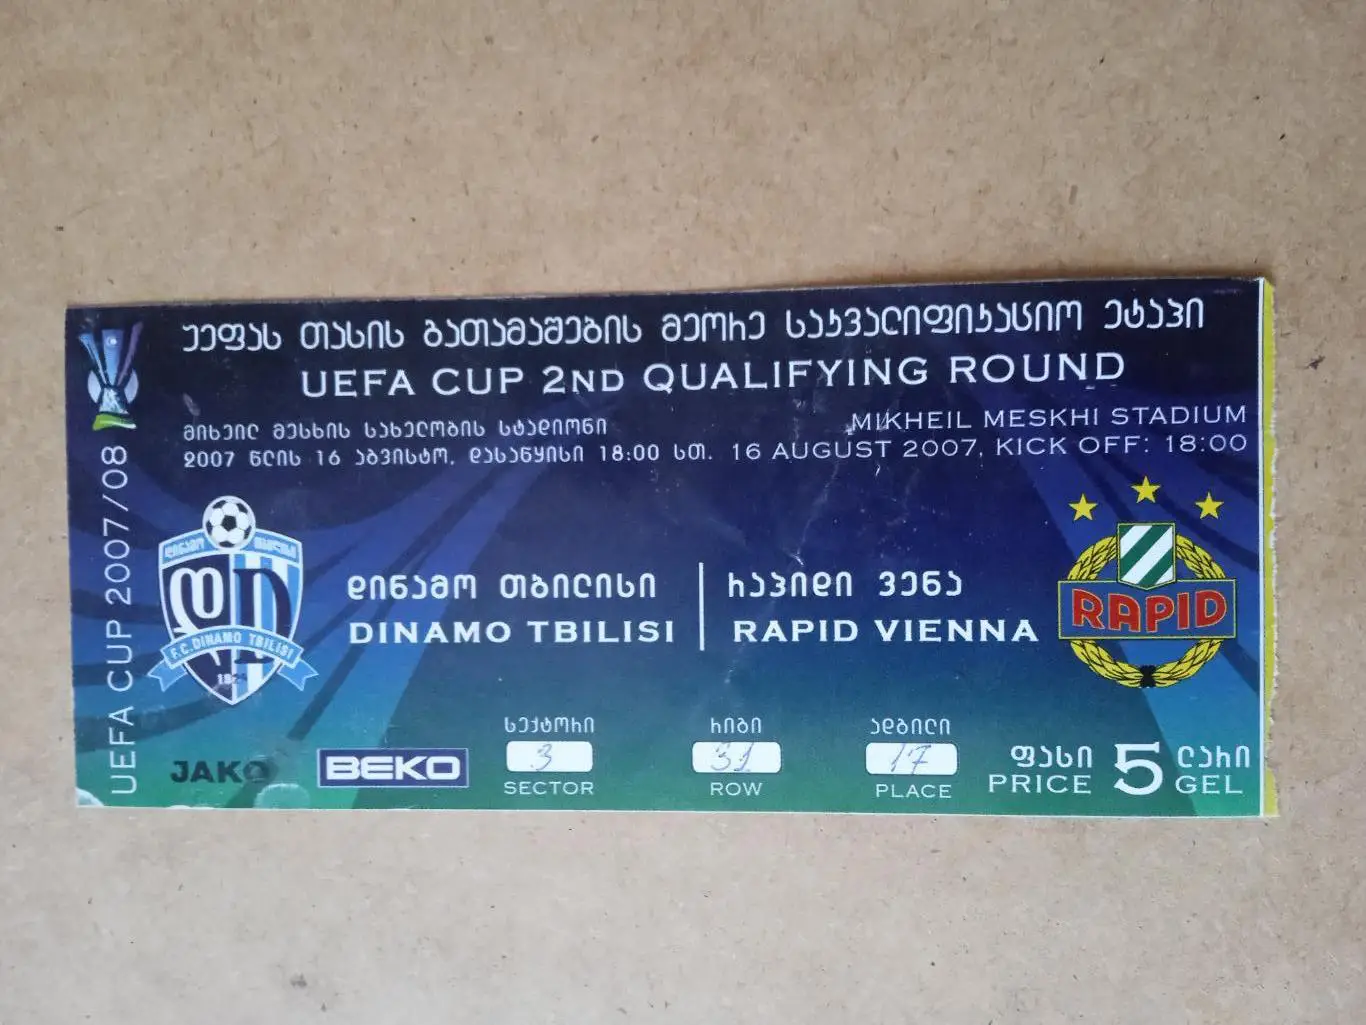 უეფას თასის გათამაშების მეორე საკვალიფიკაციო ეტაპი
UEFA CUP 2ND QUALIFYING ROUND
მიხეილ მესხის სახელობის სტადიონი
MIKHEIL MESKHI STADIUM
2007 წლის 16 აგვისტო, დასაწყისი 18:00 სთ.
16 AUGUST 2007, KICK OFF: 18:00
UEFA CUP 2007/08
დინამო თბილისი
F.C.DINAMO TBILISI
დინამო თბილისი
DINAMO TBILISI
რაპიდი ვენა
RAPID VIENNA
RAPID
JAKO
BEKO
სექტორი
3
SECTOR
რიგი
31
ROW
ადგილი
17
PLACE
ფასი 5 ლარი
PRICE GEL